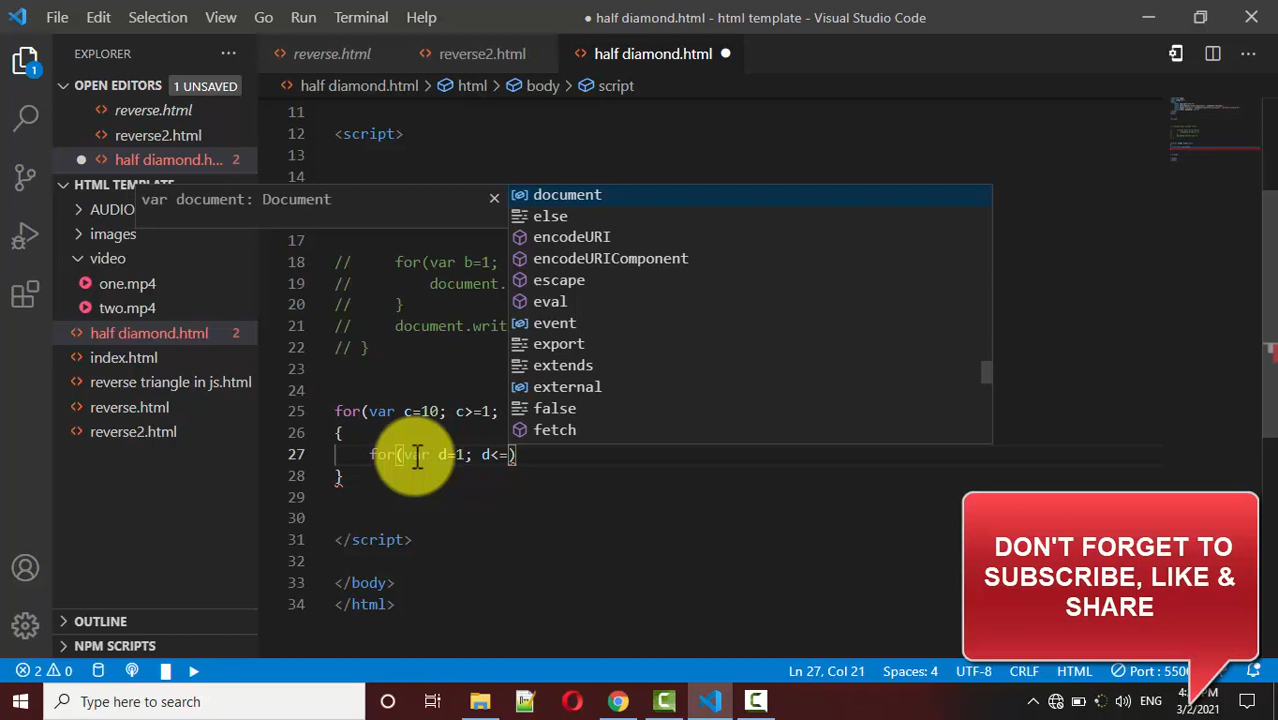 File Edit Selection View Go Run Terminal Help ● half diamond.html - html template - Visual Studio Code
EXPLORER
reverse.html reverse2.html half diamond.html
OPEN EDITORS 1 UNSAVED
half diamond.html > html > body > script
reverse.html
reverse2.html
half diamond.h... 2
HTML TEMPLATE
AUDIO
images
video
one.mp4
two.mp4
half diamond.html 2
index.html
reverse triangle in js.html
reverse.html
reverse2.html
OUTLINE
NPM SCRIPTS
1
11
12 <script>
13
14
var document: Document
17
18 // for(var b=1;
19 // document.
20 // }
21 // document.writ
22 // }
23
24
25 for(var c=10; c>=1;
26 {
27 for(var d=1; d<=)
28 }
29
30
31 </script>
32
33 </body>
34 </html>
document
else
encodeURI
encodeURIComponent
escape
eval
event
export
extends
external
false
fetch
DON'T FORGET TO
SUBSCRIBE, LIKE &
SHARE
2 0 Ln 27, Col 21 Spaces: 4 UTF-8 CRLF HTML Port : 550
Type here to search
ENG
3/2/2021